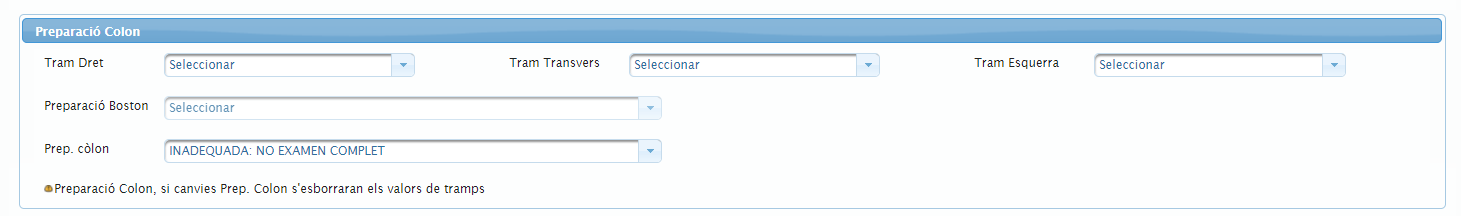 Preparació Colon
Tram Dret Seleccionar Tram Transvers Seleccionar Tram Esquerra Seleccionar
Preparació Boston Seleccionar
Prep. còlon INADEQUADA: NO EXAMEN COMPLET
Preparació Colon, si canvies Prep. Colon s'esborraran els valors de tramps